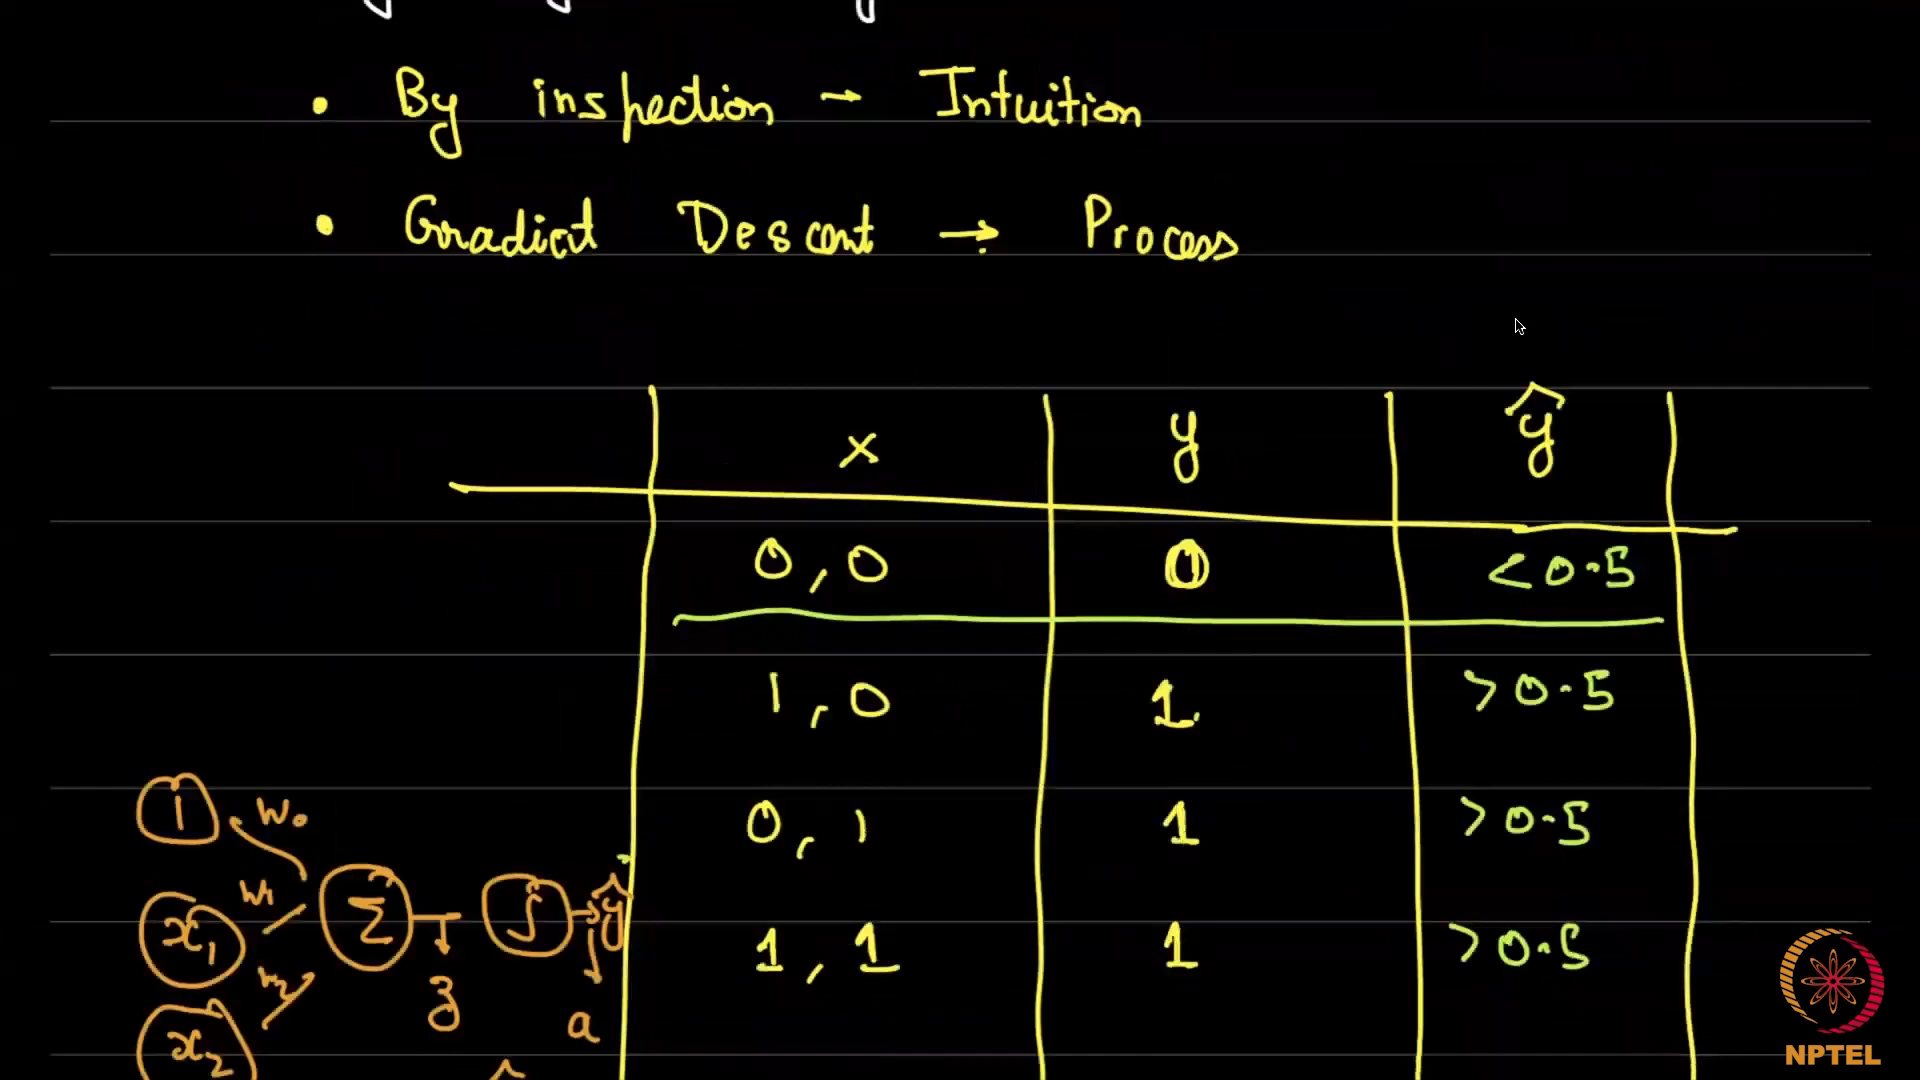 • By inspection → Intuition
• Gradient Descent → Process
x y ŷ
0, 0 0 <0.5
1, 0 1 >0.5
0, 1 1 >0.5
1, 1 1 >0.5
1 w₀
x₁ w₁ Σ ∫ → ŷ
w₂ z a
x₂
NPTEL